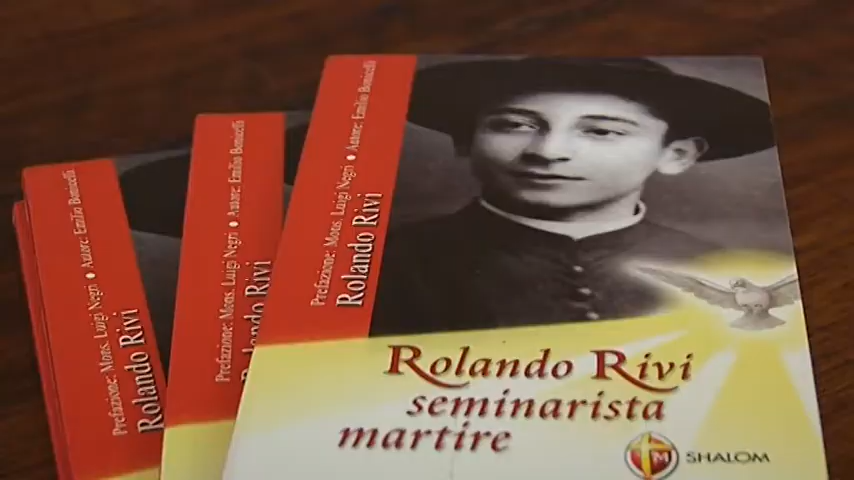 Prefazione: Mons. Luigi Negri • Autore: Emilio Bonicelli
Rolando Rivi
Prefazione: Mons. Luigi Negri • Autore: Emilio Bonicelli
Rolando Rivi
Prefazione: Mons. Luigi Negri • Autore: Emilio Bonicelli
Rolando Rivi
Rolando Rivi
seminarista
martire
M SHALOM